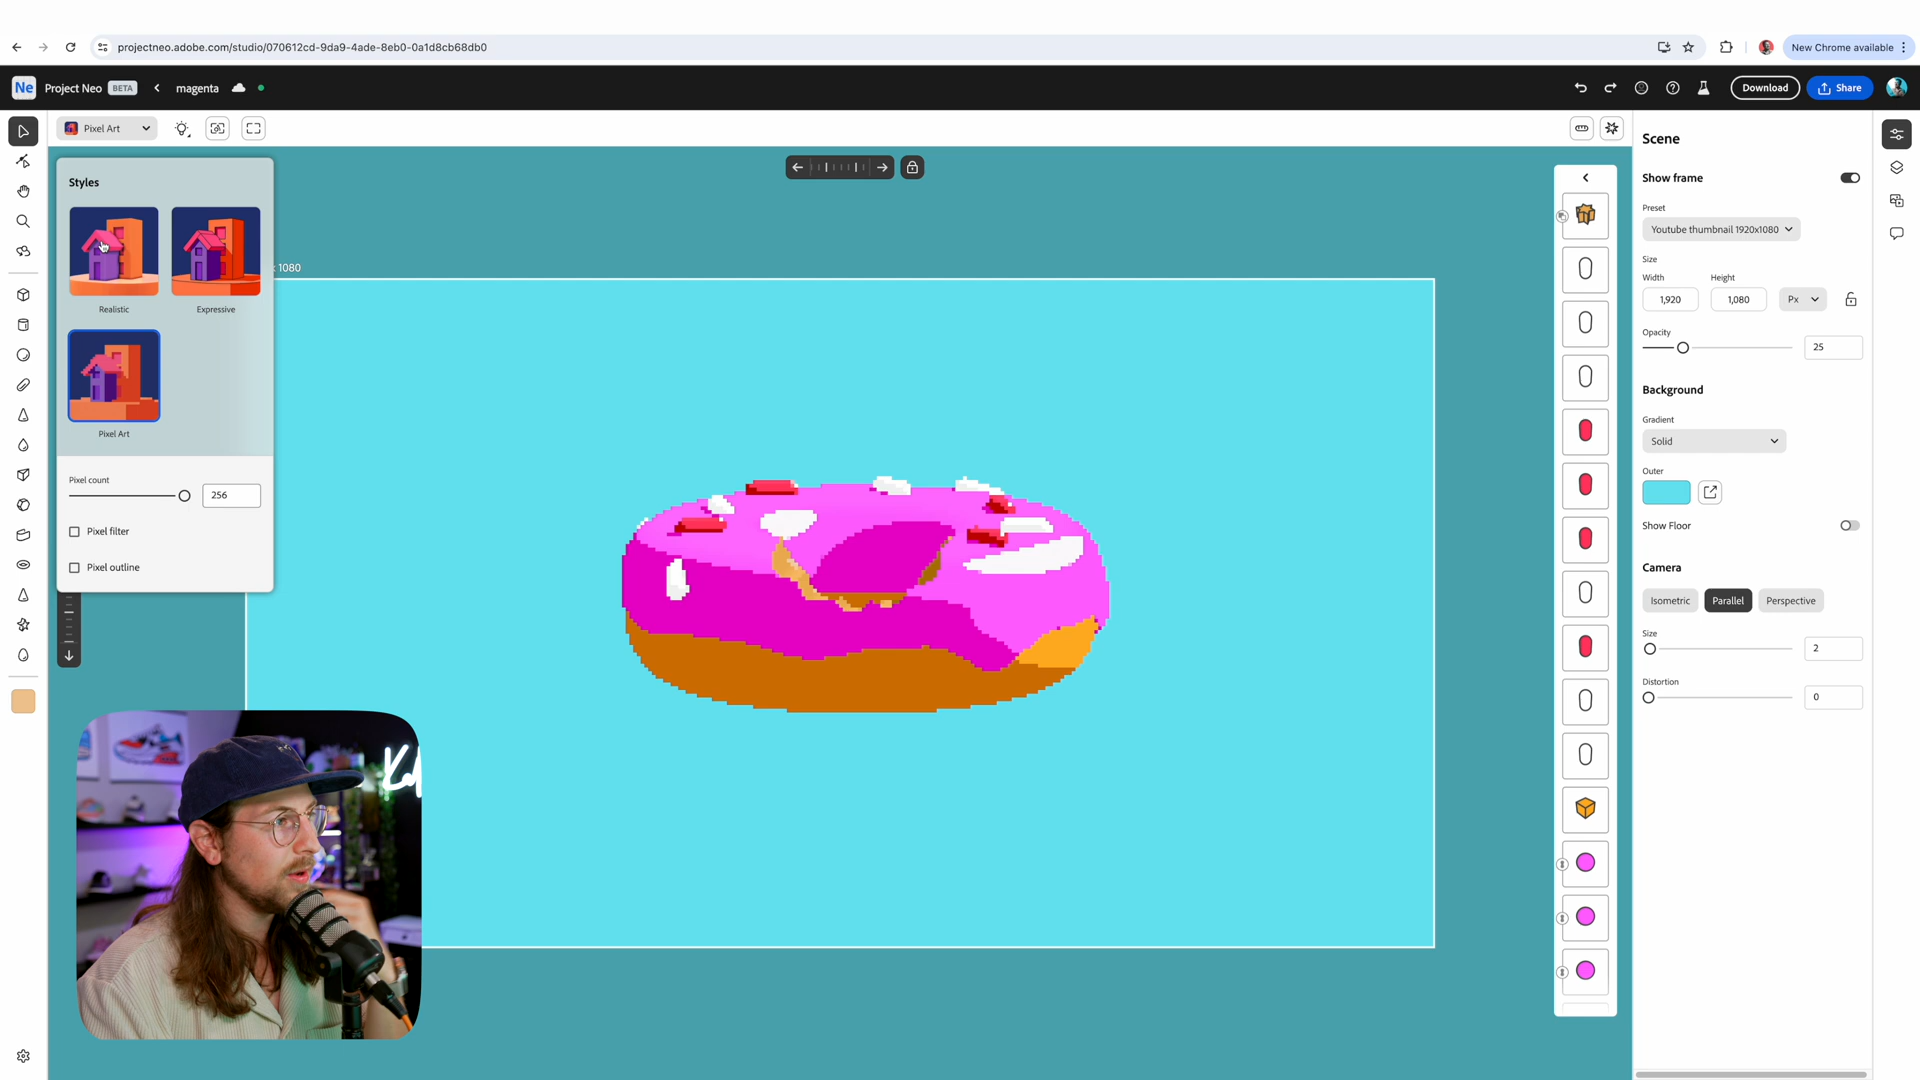 projectneo.adobe.com/studio/070612cd-9da9-4ade-8eb0-0a1d8cb68db0
New Chrome available
Ne Project Neo BETA magenta
Download Share
Pixel Art
Styles
Realistic Expressive
Pixel Art
Pixel count
256
Pixel filter
Pixel outline
1080
Scene
Show frame
Preset
Youtube thumbnail 1920x1080
Size
Width Height
1,920 1,080 Px
Opacity
25
Background
Gradient
Solid
Outer
Show Floor
Camera
Isometric Parallel Perspective
Size
2
Distortion
0